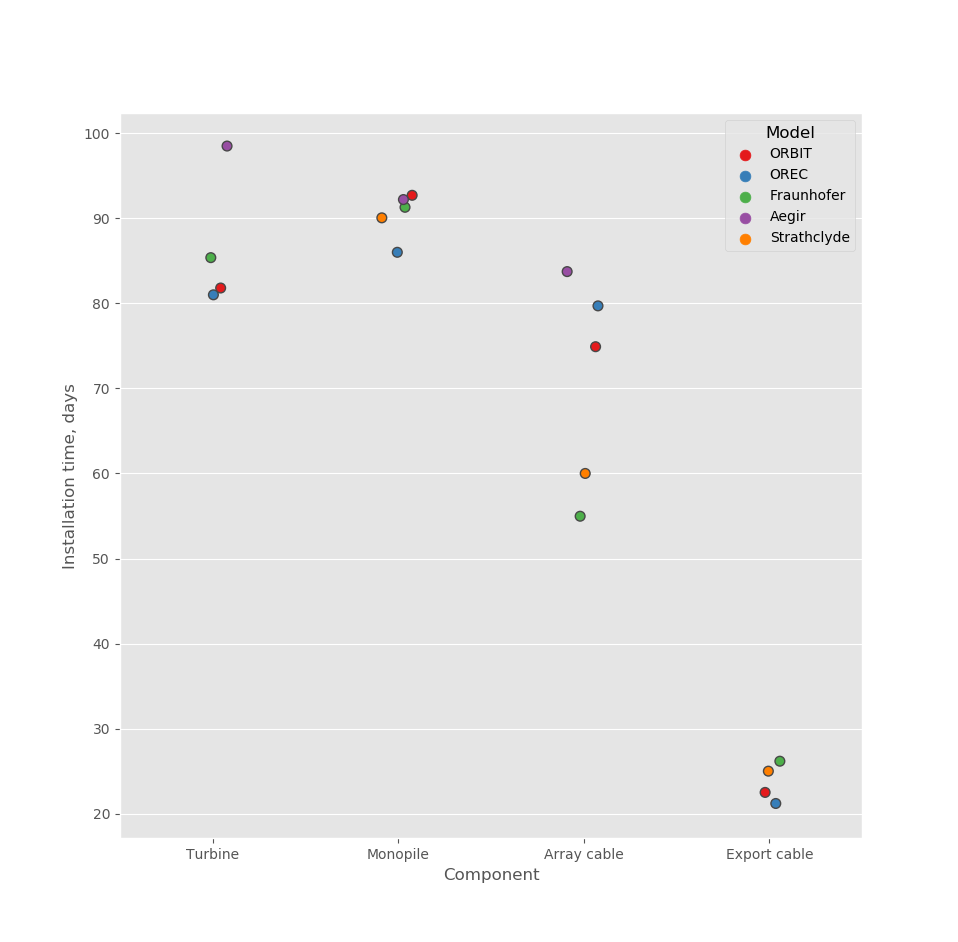 Model
ORBIT
OREC
Fraunhofer
Aegir
Strathclyde
100
90
80
70
60
50
40
30
20
Installation time, days
Turbine Monopile Array cable Export cable
Component